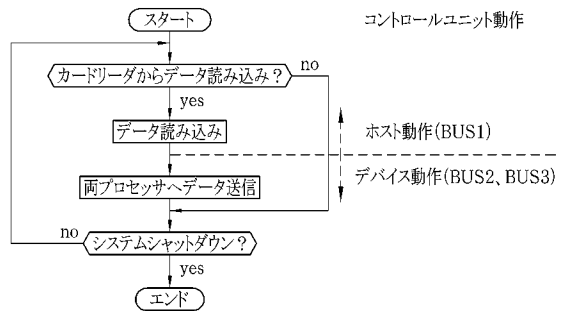 スタート
コントロールユニット動作
カードリーダからデータ読み込み?
no
yes
データ読み込み
ホスト動作(BUS1)
デバイス動作(BUS2、BUS3)
両プロセッサへデータ送信
no
システムシャットダウン?
yes
エンド